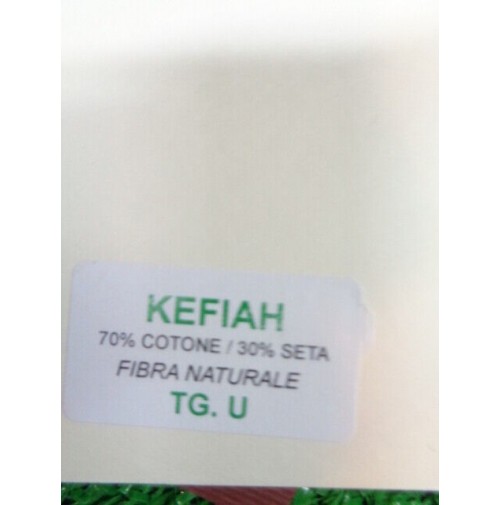 KEFIAH
70% COTONE / 30% SETA
FIBRA NATURALE
TG. U